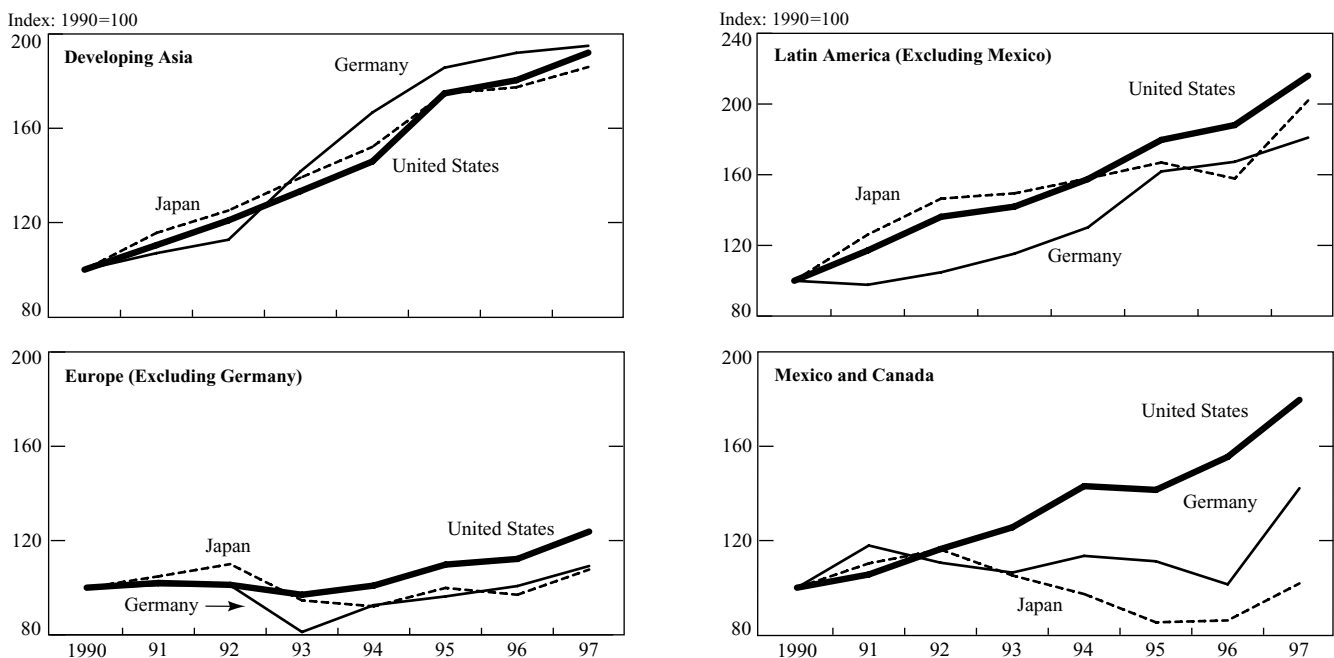 Index: 1990=100
200
160
120
80
Developing Asia
Germany
United States
Japan
Index: 1990=100
240
200
160
120
80
Latin America (Excluding Mexico)
United States
Japan
Germany
200
160
120
80
Europe (Excluding Germany)
United States
Japan
Germany
1990 91 92 93 94 95 96 97
200
160
120
80
Mexico and Canada
United States
Germany
Japan
1990 91 92 93 94 95 96 97